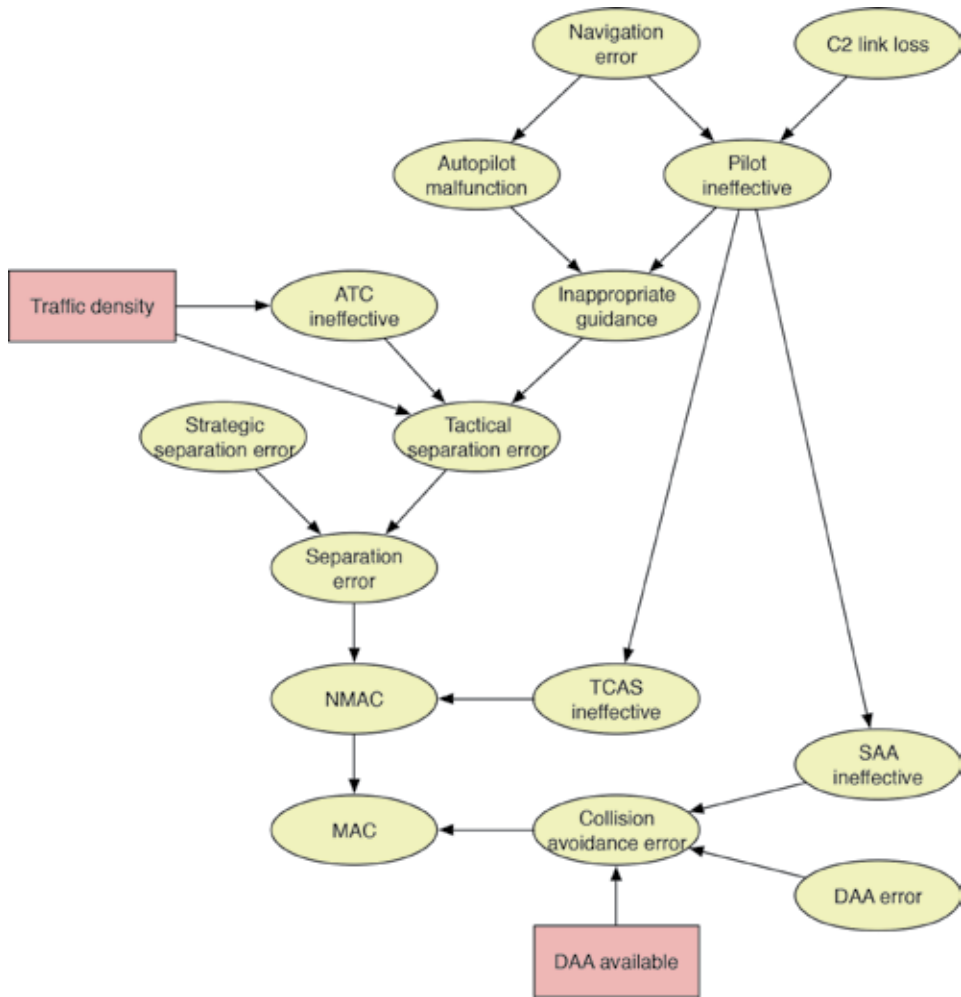 Navigation
error
C2 link loss
Autopilot
malfunction
Pilot
ineffective
Traffic density
ATC
ineffective
Inappropriate
guidance
Strategic
separation error
Tactical
separation error
Separation
error
NMAC
TCAS
ineffective
SAA
ineffective
MAC
Collision
avoidance error
DAA error
DAA available